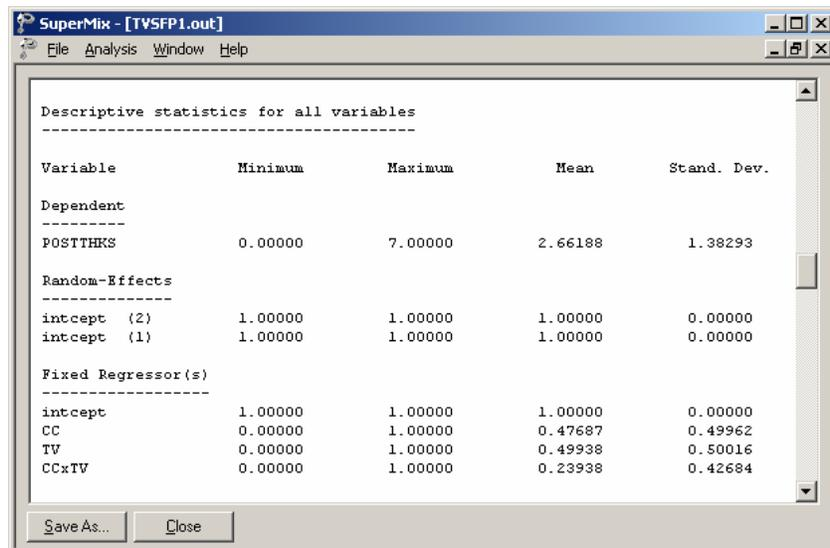 SuperMix - [TVSFP1.out]
File Analysis Window Help
Descriptive statistics for all variables
----------------------------------------
Variable Minimum Maximum Mean Stand. Dev.
Dependent
---------
POSTTHKS 0.00000 7.00000 2.66188 1.38293
Random-Effects
--------------
intcept (2) 1.00000 1.00000 1.00000 0.00000
intcept (1) 1.00000 1.00000 1.00000 0.00000
Fixed Regressor(s)
------------------
intcept 1.00000 1.00000 1.00000 0.00000
CC 0.00000 1.00000 0.47687 0.49962
TV 0.00000 1.00000 0.49938 0.50016
CCxTV 0.00000 1.00000 0.23938 0.42684
Save As... Close